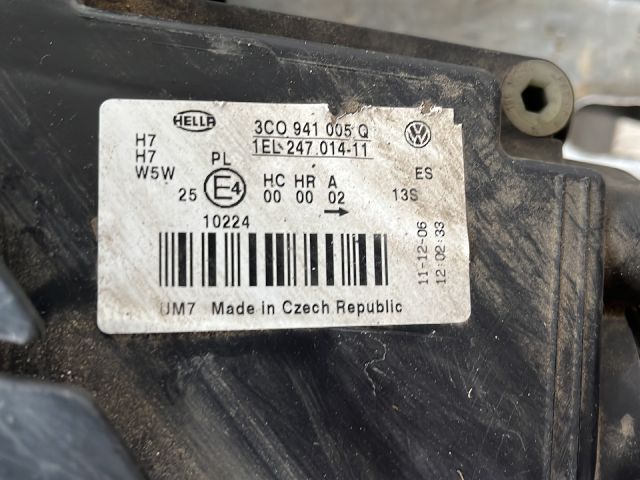 HELLA 3C0 941 005 Q
1EL 247 014-11
H7
H7
W5W
PL ES
25 E4 HC HR A 13S
00 00 02
10224
11-12-06
12:02:33
UM7 Made in Czech Republic